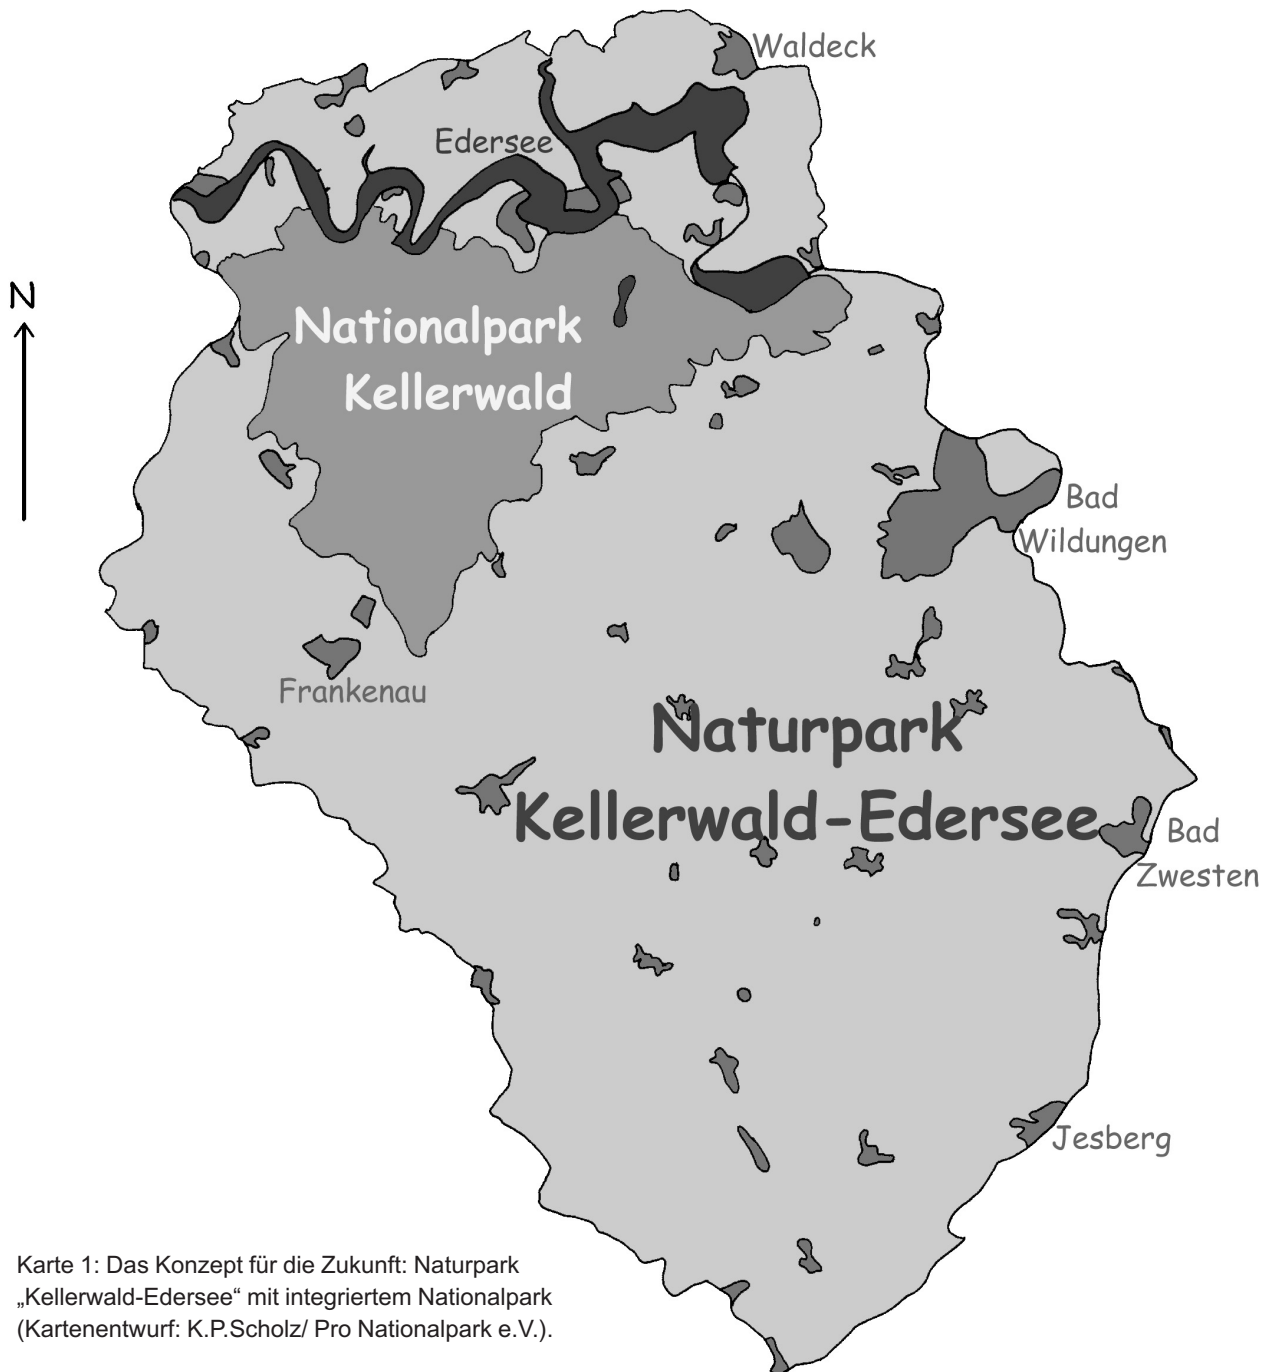 Waldeck
Edersee
N
Nationalpark
Kellerwald
Bad
Wildungen
Frankenau
Naturpark
Kellerwald-Edersee
Bad
Zwesten
Jesberg
Karte 1: Das Konzept für die Zukunft: Naturpark
„Kellerwald-Edersee“ mit integriertem Nationalpark
(Kartenentwurf: K.P.Scholz/ Pro Nationalpark e.V.).